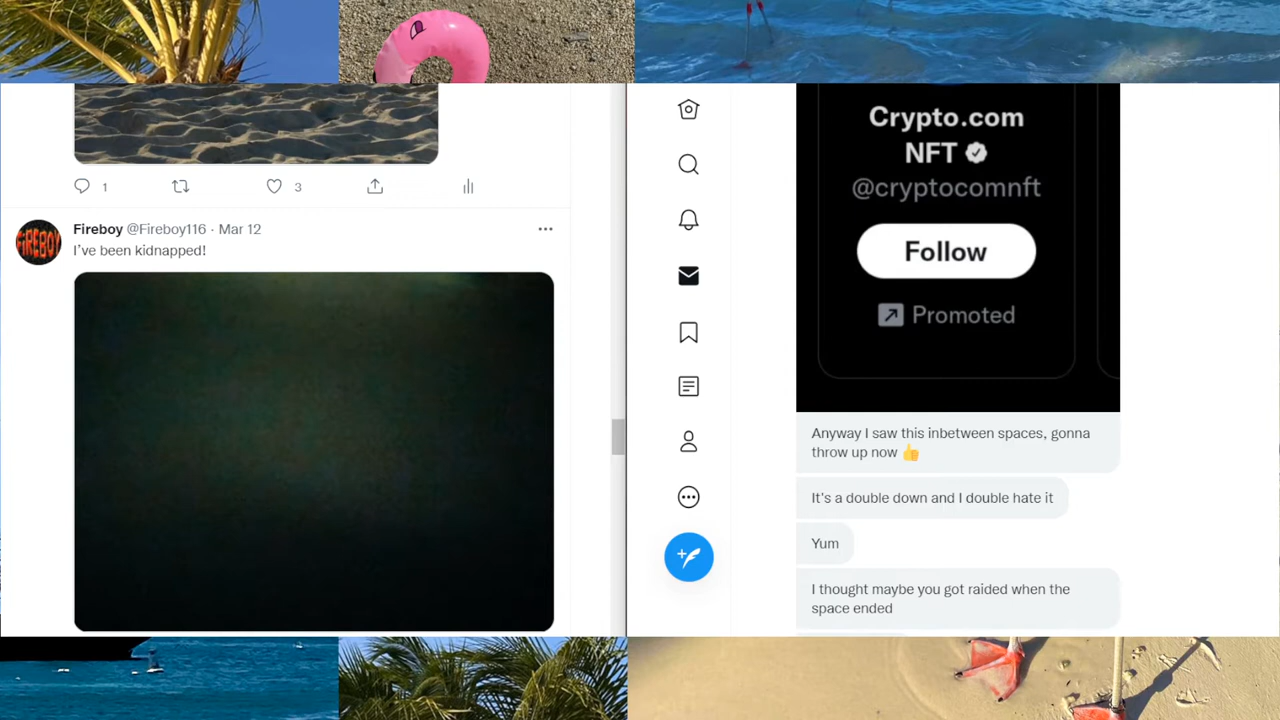 1
3
FIREBOY
Fireboy @Fireboy116 · Mar 12
I've been kidnapped!
Crypto.com
NFT
@cryptocomnft
Follow
Promoted
Anyway I saw this inbetween spaces, gonna
throw up now 👍
It's a double down and I double hate it
Yum
I thought maybe you got raided when the
space ended